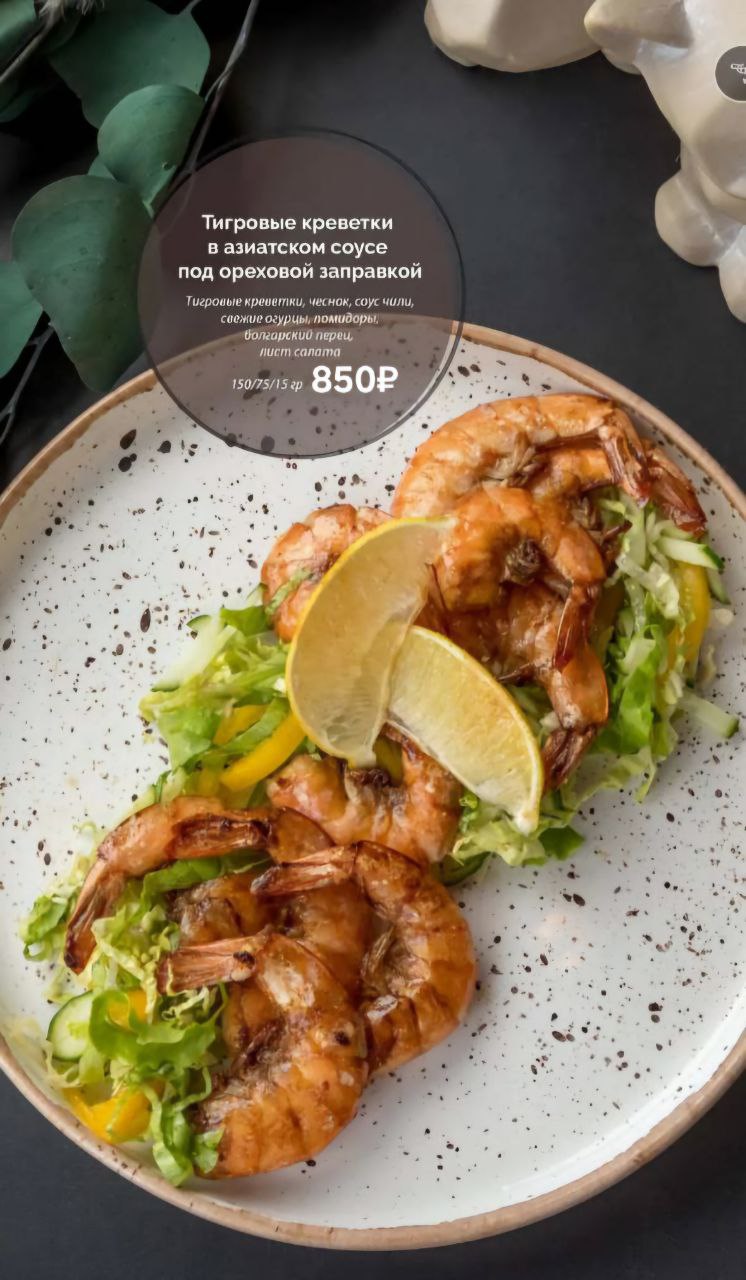 Тигровые креветки
в азиатском соусе
под ореховой заправкой
Тигровые креветки, чеснок, соус чили,
свежие огурцы, помидоры,
болгарский перец,
лист салата
150/75/15 гр 850₽